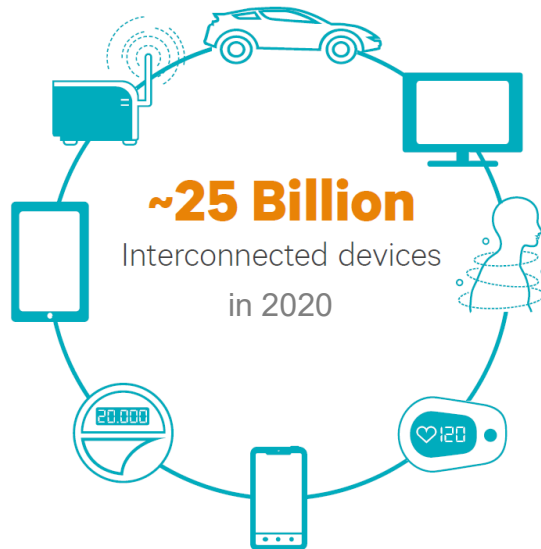 ~25 Billion
Interconnected devices
in 2020
20.000
120